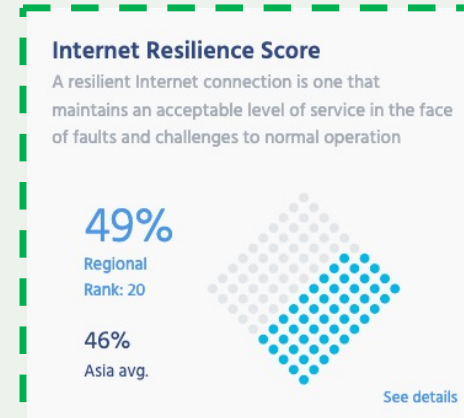 Internet Resilience Score
A resilient Internet connection is one that
maintains an acceptable level of service in the face
of faults and challenges to normal operation
49%
Regional
Rank: 20
46%
Asia avg.
See details